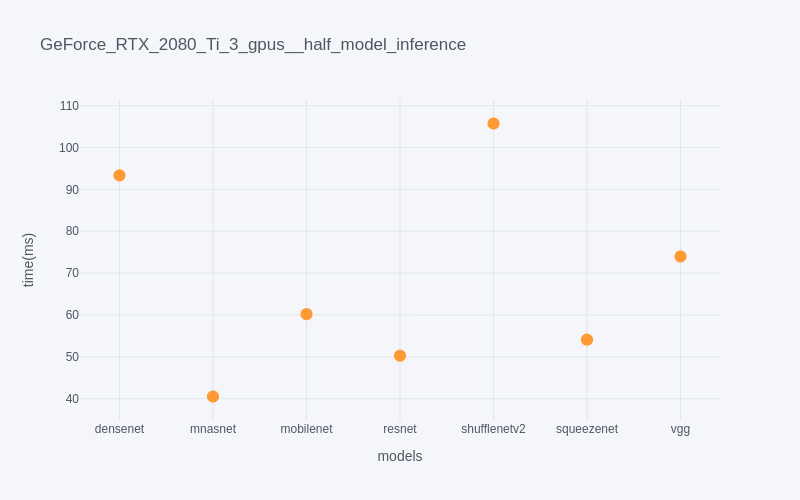 GeForce_RTX_2080_Ti_3_gpus__half_model_inference
110
100
90
80
70
60
50
40
time(ms)
densenet mnasnet mobilenet resnet shufflenetv2 squeezenet vgg
models